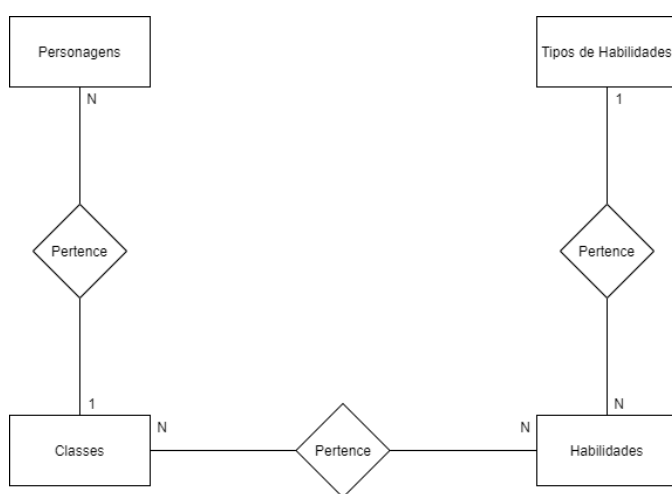 Personagens
Tipos de Habilidades
N
1
Pertence
Pertence
1
N
Classes
N
Pertence
N
Habilidades